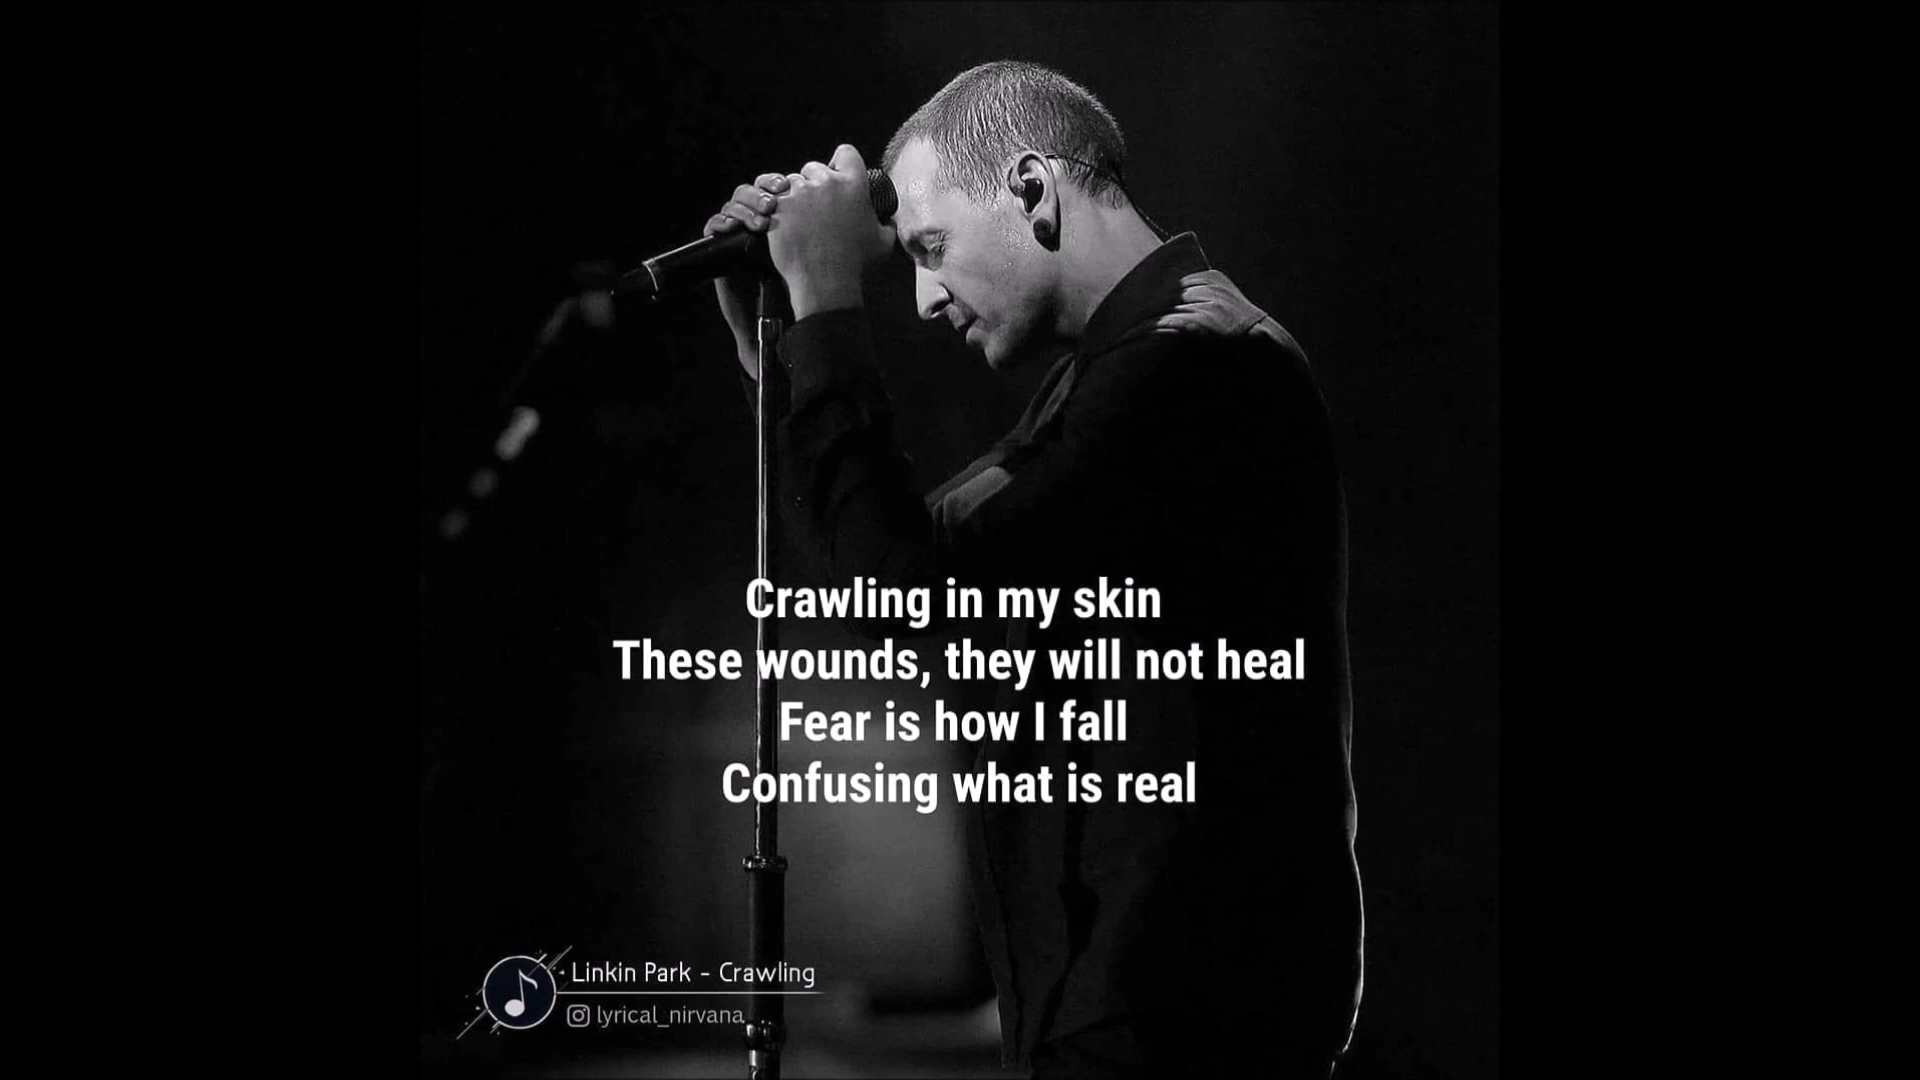 Crawling in my skin
These wounds, they will not heal
Fear is how I fall
Confusing what is real
Linkin Park - Crawling
lyrical_nirvana